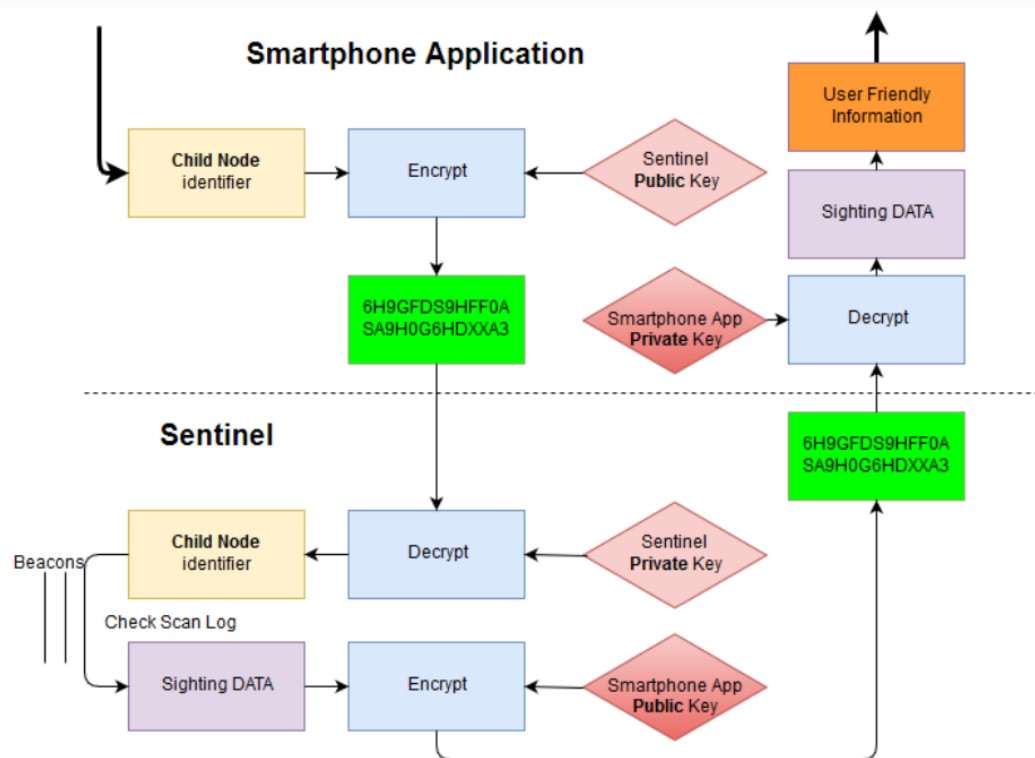 Smartphone Application
Child Node
identifier
Encrypt
Sentinel
Public Key
6H9GFDS9HFF0A
SA9H0G6HDXXA3
User Friendly
Information
Sighting DATA
Smartphone App
Private Key
Decrypt
Sentinel
6H9GFDS9HFF0A
SA9H0G6HDXXA3
Child Node
identifier
Decrypt
Sentinel
Private Key
Beacons
Check Scan Log
Sighting DATA
Encrypt
Smartphone App
Public Key